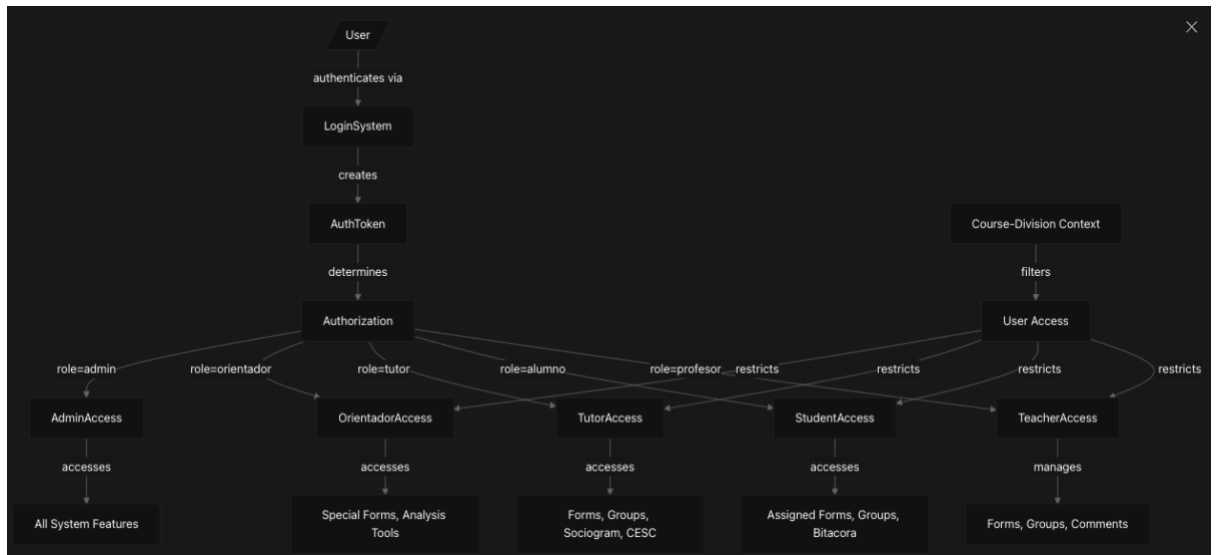 User
authenticates via
LoginSystem
creates
AuthToken
Course-Division Context
determines
filters
Authorization
User Access
role=admin
role=orientador
role=tutor
role=alumno
role=profesor
restricts
restricts
restricts
restricts
AdminAccess
OrientadorAccess
TutorAccess
StudentAccess
TeacherAccess
accesses
accesses
accesses
accesses
manages
All System Features
Special Forms, Analysis
Tools
Forms, Groups,
Sociogram, CESC
Assigned Forms, Groups,
Bitacora
Forms, Groups, Comments